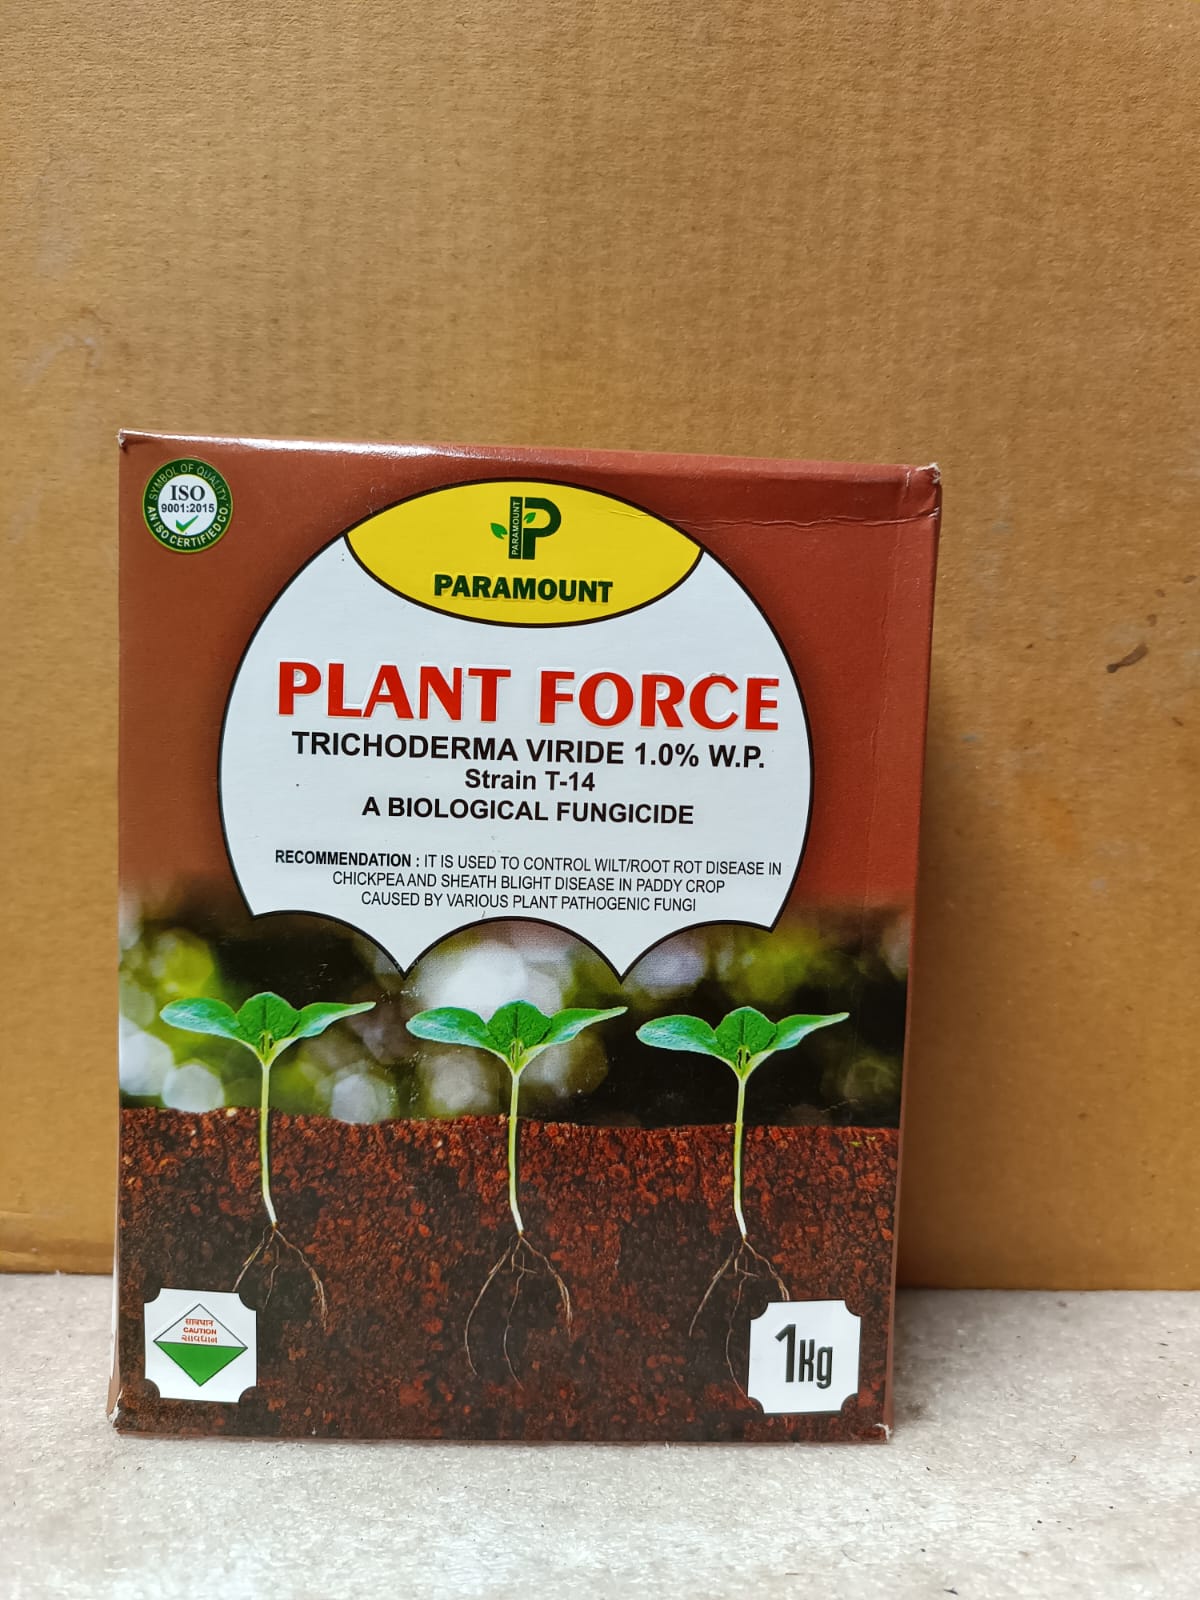 SYMBOL OF QUALITY
ISO
9001:2015
AN ISO CERTIFIED CO.
PARAMOUNT
P
PARAMOUNT
PLANT FORCE
TRICHODERMA VIRIDE 1.0% W.P.
Strain T-14
A BIOLOGICAL FUNGICIDE
RECOMMENDATION : IT IS USED TO CONTROL WILT/ROOT ROT DISEASE IN
CHICKPEA AND SHEATH BLIGHT DISEASE IN PADDY CROP
CAUSED BY VARIOUS PLANT PATHOGENIC FUNGI
सावधान
CAUTION
સાવધાન
1Kg